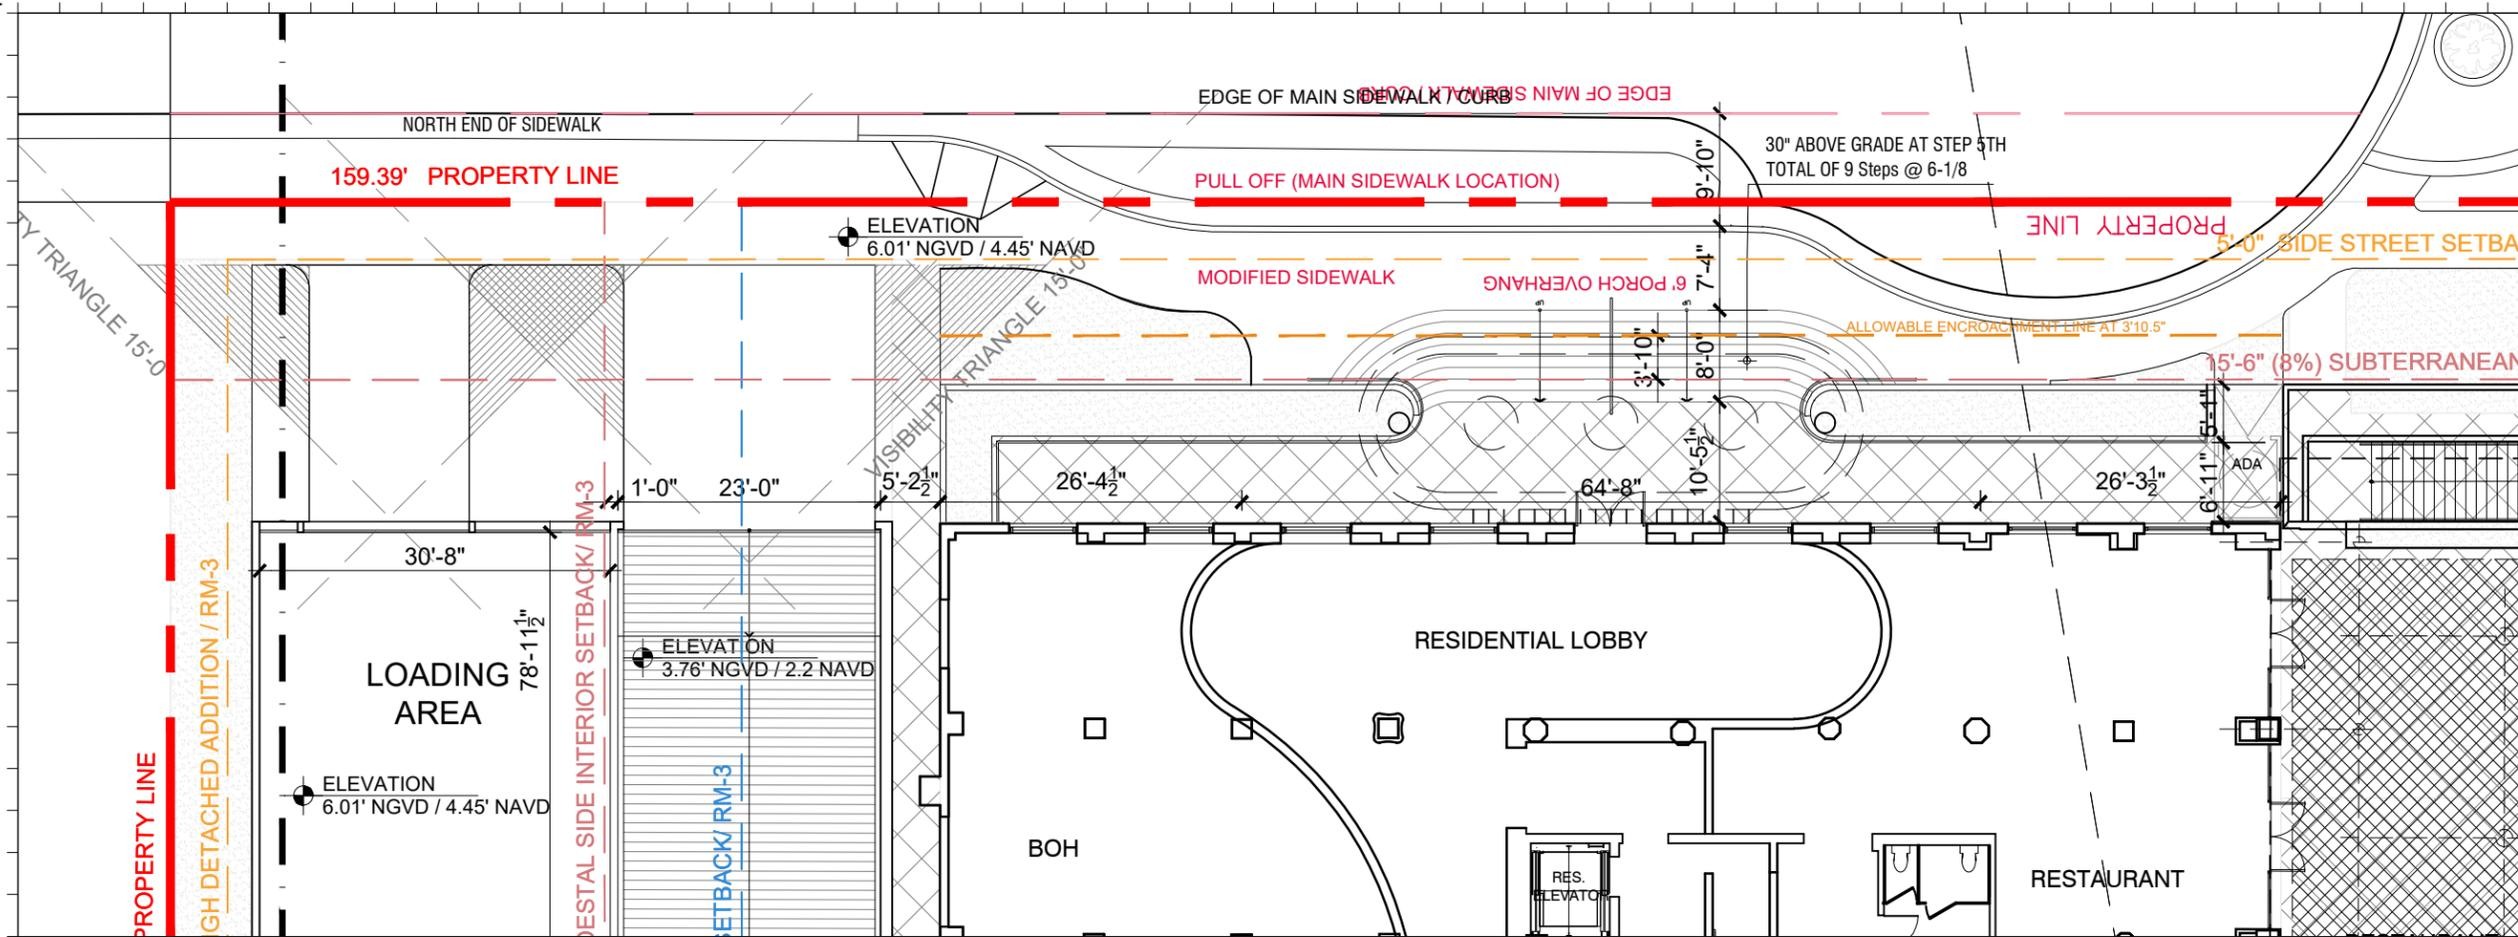 EDGE OF MAIN SIDEWALK / CURB
EDGE OF MAIN SIDEWALK / CURB
NORTH END OF SIDEWALK
30" ABOVE GRADE AT STEP 5TH
TOTAL OF 9 Steps @ 6-1/8
9'-10"
159.39' PROPERTY LINE
PULL OFF (MAIN SIDEWALK LOCATION)
PROPERTY LINE
ELEVATION
6.01' NGVD / 4.45' NAVD
5'-0" SIDE STREET SETBA
TY TRIANGLE 15'-0
VISIBILITY TRIANGLE 15'-0"
MODIFIED SIDEWALK
6' PORCH OVERHANG
7'-4"
ALLOWABLE ENCROACHMENT LINE AT 3'10.5"
3'-10"
8'-0"
15'-6" (8%) SUBTERRANEAN
5'-1"
6'-11"
ADA
10'-5½"
1'-0"
23'-0"
5'-2½"
26'-4½"
64'-8"
26'-3½"
30'-8"
78'-11½"
LOADING
AREA
ELEVATION
3.76' NGVD / 2.2 NAVD
RESIDENTIAL LOBBY
ELEVATION
6.01' NGVD / 4.45' NAVD
PROPERTY LINE
GH DETACHED ADDITION / RM-3
DESTAL SIDE INTERIOR SETBACK/ RM-3
SETBACK/ RM-3
BOH
RES.
ELEVATOR
RESTAURANT